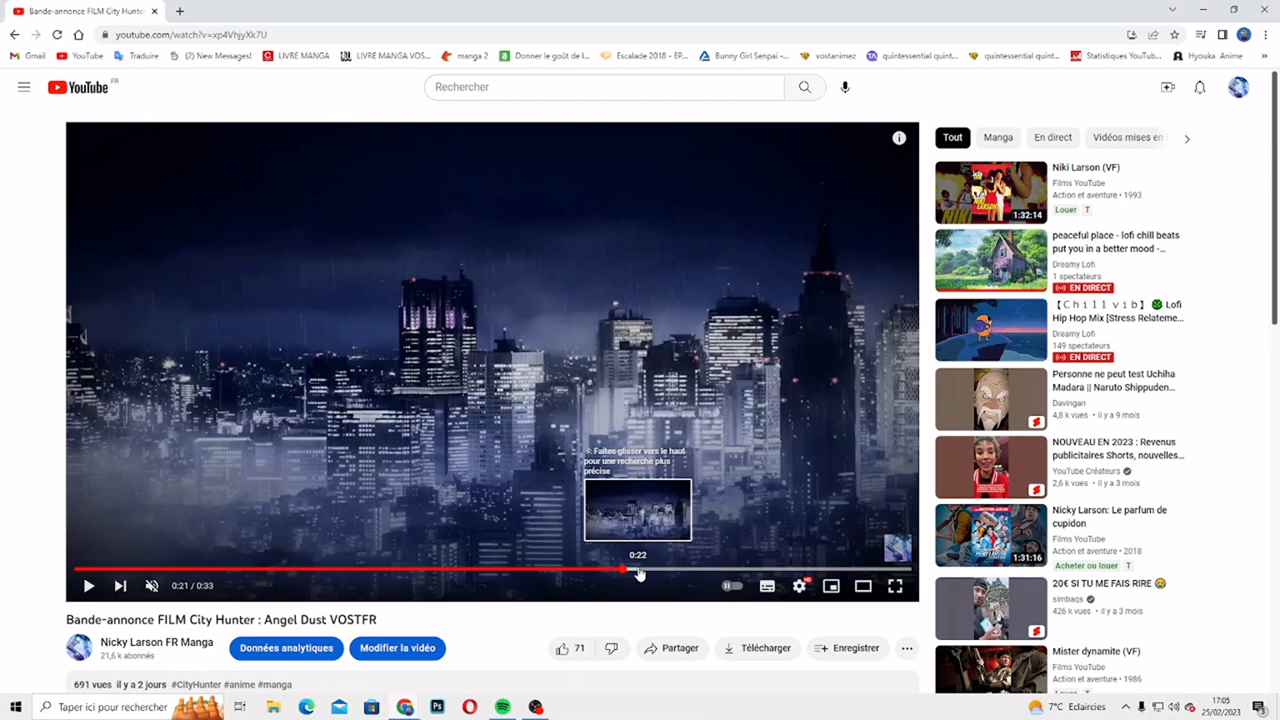 Bande-annonce FILM City Hunter
youtube.com/watch?v=xp4VhjyXk7U
Gmail
YouTube
Traduire
(2) New Messages!
LIVRE MANGA
LIVRE MANGA VOS...
manga 2
Donner le goût de l...
Escalade 2018 - EP...
Bunny Girl Senpai -...
vostanimez
quintessential quint...
quintessential quint...
Statistiques YouTub...
Hyouka Anime
YouTube FR
Rechercher
Tout
Manga
En direct
Vidéos mises en l
Niki Larson (VF)
Films YouTube
Action et aventure • 1993
Louer T
1:32:14
peaceful place - lofi chill beats
put you in a better mood -...
Dreamy Lofi
1 spectateurs
EN DIRECT
【Ｃｈｉｌｌ ｖｉｂ】 🍀 Lofi
Hip Hop Mix [Stress Relateme...
Dreamy Lofi
149 spectateurs
EN DIRECT
Personne ne peut test Uchiha
Madara || Naruto Shippuden...
Davingan
4,8 k vues • il y a 9 mois
NOUVEAU EN 2023 : Revenus
publicitaires Shorts, nouvelles...
YouTube Créateurs
2,6 k vues • il y a 3 mois
Nicky Larson: Le parfum de
cupidon
Films YouTube
Action et aventure • 2018
Acheter ou louer T
1:31:16
20€ SI TU ME FAIS RIRE 😢
simbaqs
426 k vues • il y a 3 mois
Mister dynamite (VF)
Films YouTube
Action et aventure • 1986
Faites glisser vers le haut
pour une recherche plus
précise
0:22
0:21 / 0:33
HD
Bande-annonce FILM City Hunter : Angel Dust VOSTFR
Nicky Larson FR Manga
21,6 k abonnés
Données analytiques
Modifier la vidéo
71
Partager
Télécharger
Enregistrer
691 vues il y a 2 jours #CityHunter #anime #manga
Taper ici pour rechercher
7°C Eclaircies
17:05
25/02/2023